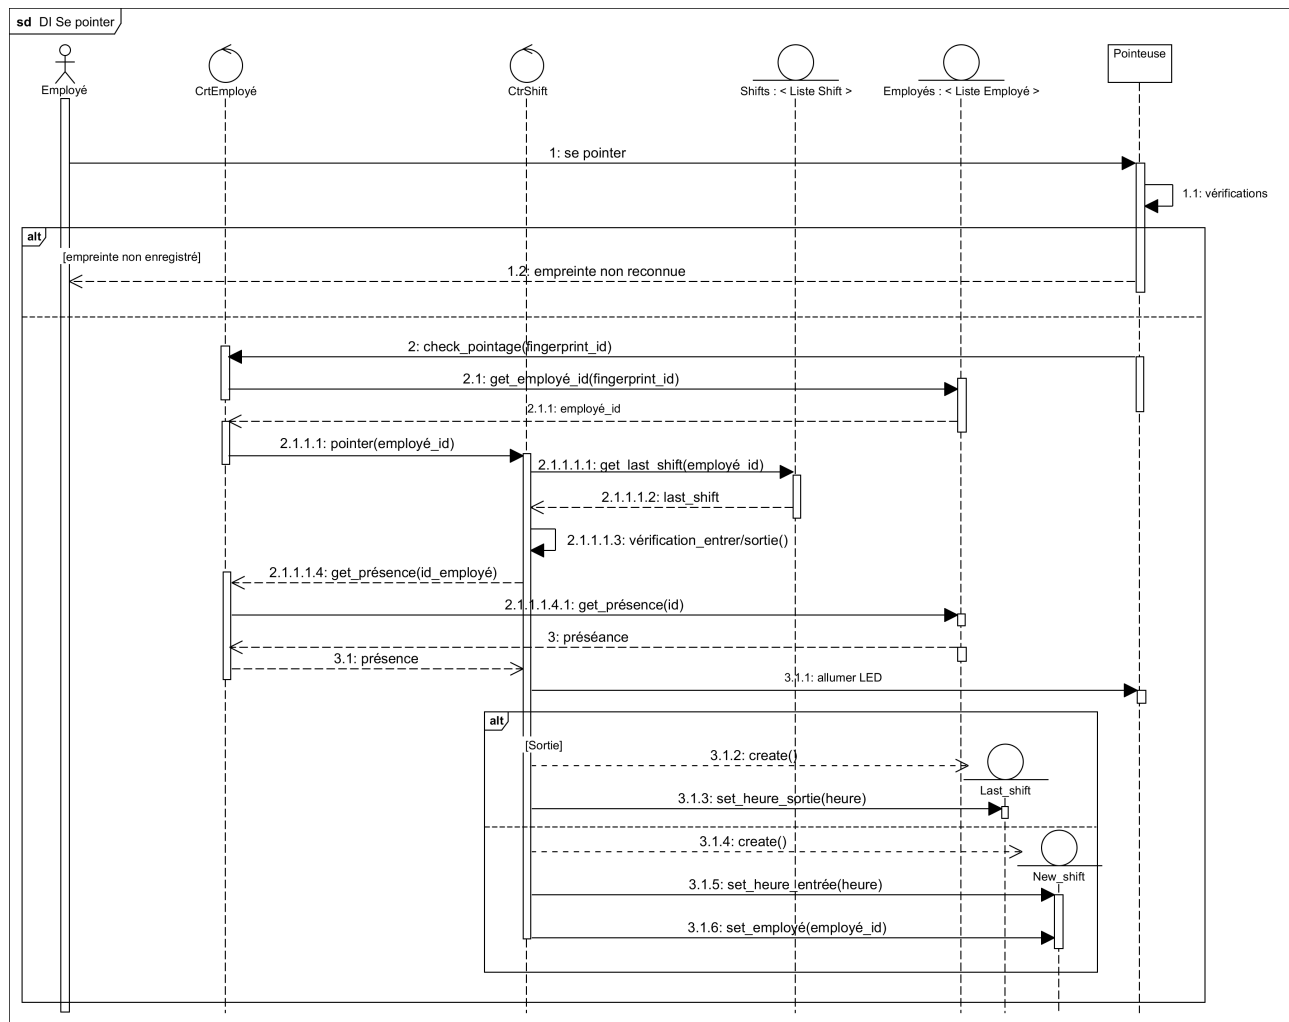 sd DI Se pointer
Employé
CrtEmployé
CtrShift
Shifts : < Liste Shift >
Employés : < Liste Employé >
Pointeuse
1: se pointer
1.1: vérifications
alt
[empreinte non enregistré]
1.2: empreinte non reconnue
2: check_pointage(fingerprint_id)
2.1: get_employé_id(fingerprint_id)
2.1.1: employé_id
2.1.1.1: pointer(employé_id)
2.1.1.1.1: get_last_shift(employé_id)
2.1.1.1.2: last_shift
2.1.1.1.3: vérification_entrer/sortie()
2.1.1.1.4: get_présence(id_employé)
2.1.1.1.4.1: get_présence(id)
3: préséance
3.1: présence
3.1.1: allumer LED
alt
[Sortie]
3.1.2: create()
Last_shift
3.1.3: set_heure_sortie(heure)
3.1.4: create()
New_shift
3.1.5: set_heure_entrée(heure)
3.1.6: set_employé(employé_id)